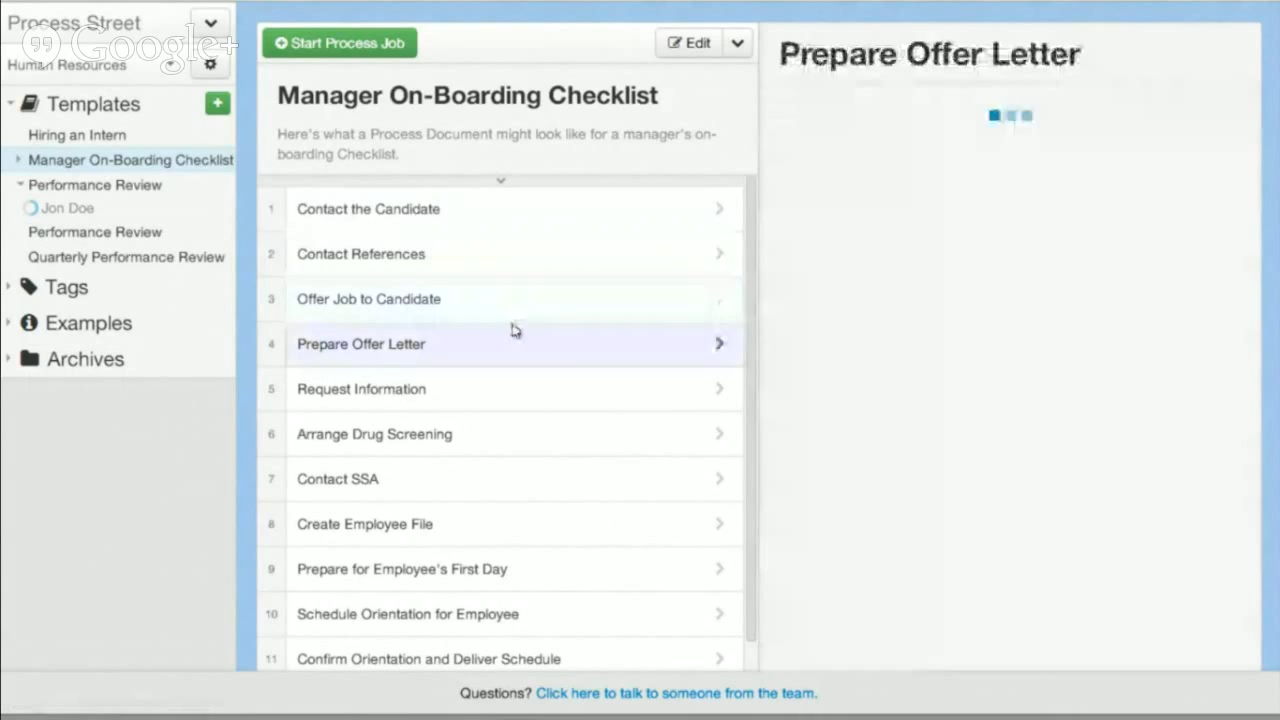 Process Street
Google+
Human Resources
Templates
Hiring an Intern
Manager On-Boarding Checklist
Performance Review
Jon Doe
Performance Review
Quarterly Performance Review
Tags
Examples
Archives
Start Process Job
Edit
Manager On-Boarding Checklist
Here's what a Process Document might look like for a manager's on-
boarding Checklist.
1 Contact the Candidate
2 Contact References
3 Offer Job to Candidate
4 Prepare Offer Letter
5 Request Information
6 Arrange Drug Screening
7 Contact SSA
8 Create Employee File
9 Prepare for Employee's First Day
10 Schedule Orientation for Employee
11 Confirm Orientation and Deliver Schedule
Prepare Offer Letter
Questions? Click here to talk to someone from the team.